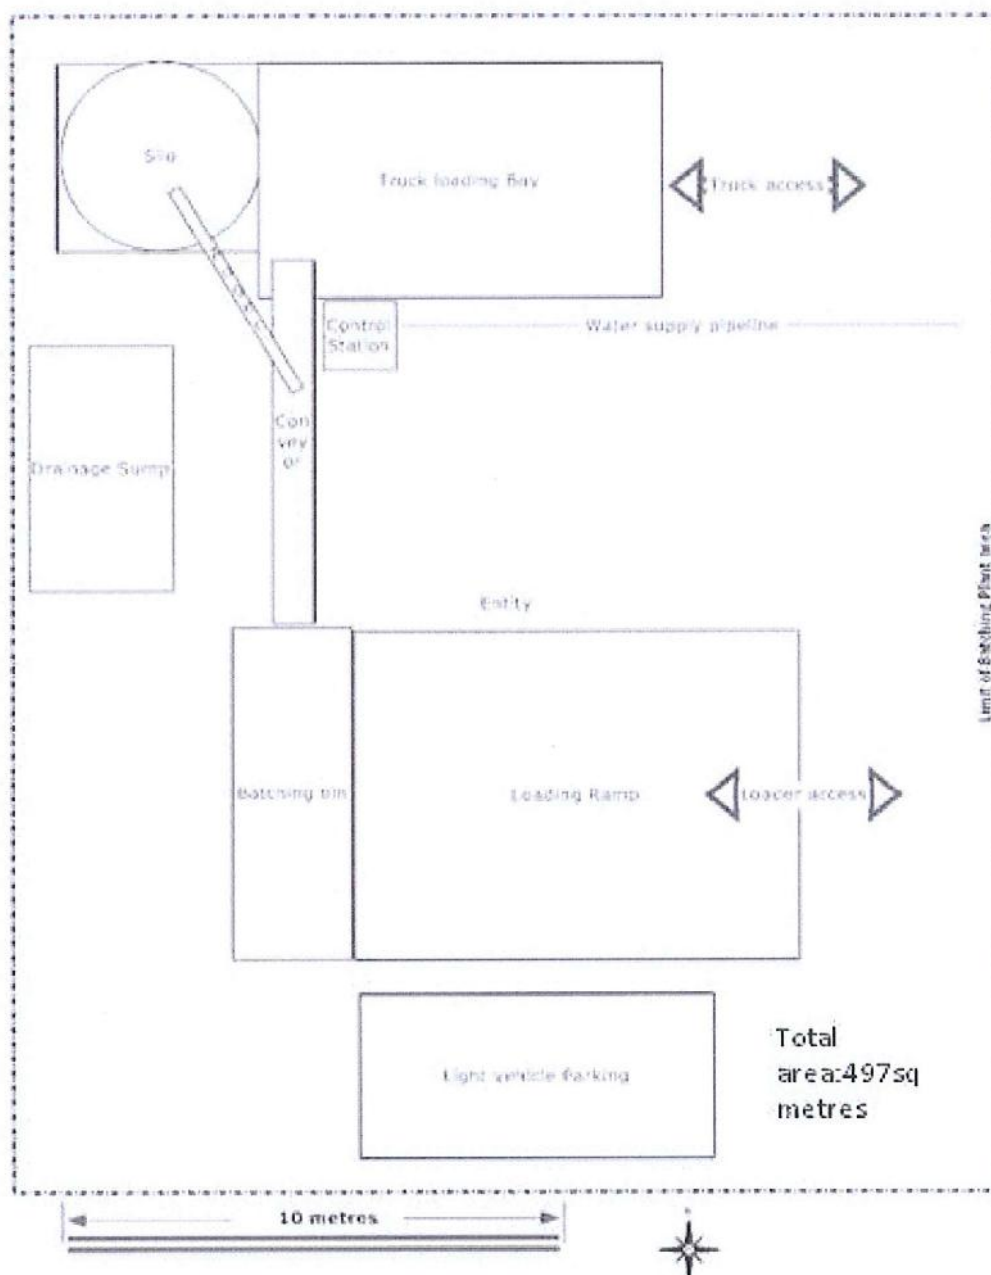 Silo
Truck loading Bay
Truck access
Control
Station
Water supply pipeline
Con
vey
or
Drainage Sump
Entity
Limit of Batching Plant area
Batching bin
Loading Ramp
Loader access
Light vehicle Parking
Total
area:497sq
metres
10 metres